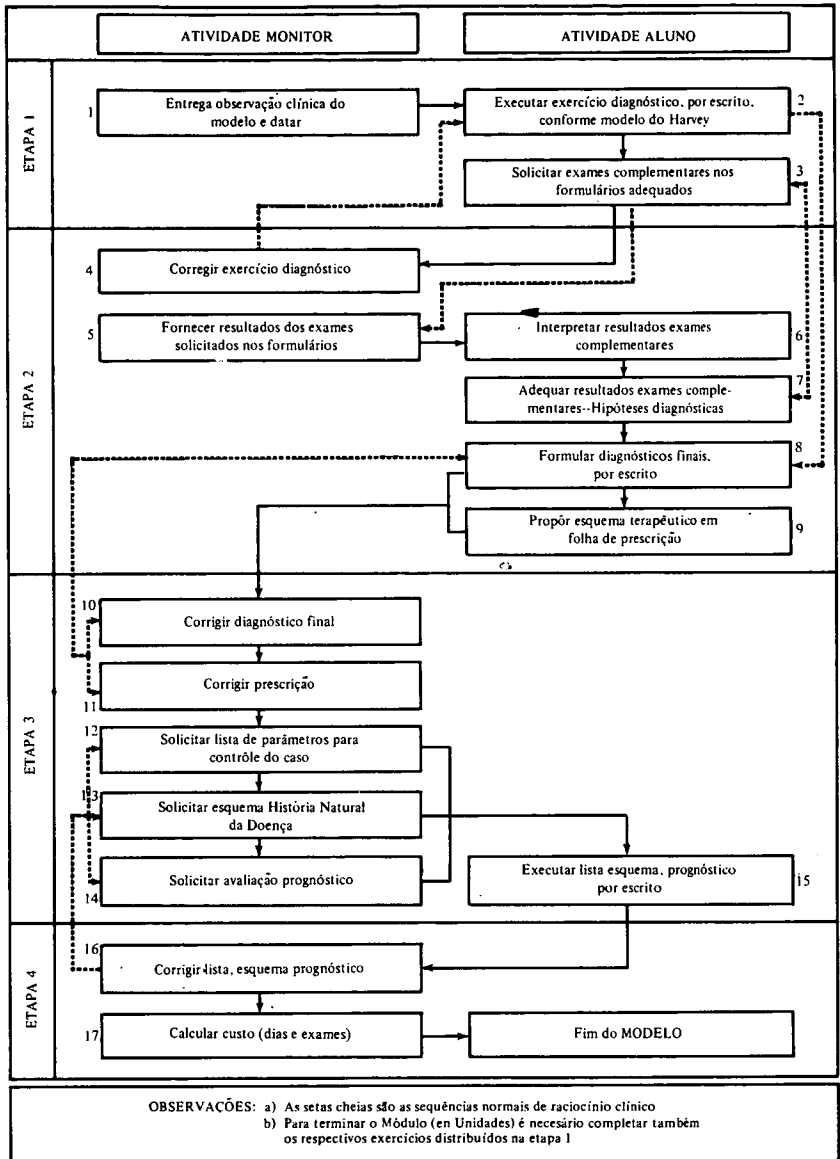 ATIVIDADE MONITOR
ATIVIDADE ALUNO
ETAPA 1
1
Entrega observação clínica do
modelo e datar
Executar exercício diagnóstico, por escrito,
conforme modelo do Harvey
2
Solicitar exames complementares nos
formulários adequados
3
ETAPA 2
4
Corregir exercício diagnóstico
5
Fornecer resultados dos exames
solicitados nos formulários
Interpretar resultados exames
complementares
6
Adequar resultados exames comple-
mentares--Hipóteses diagnósticas
7
Formular diagnósticos finais,
por escrito
8
Propôr esquema terapêutico em
folha de prescrição
9
ETAPA 3
10
Corrigir diagnóstico final
Corrigir prescrição
11
12
Solicitar lista de parâmetros para
contrôle do caso
13
Solicitar esquema História Natural
da Doença
Solicitar avaliação prognóstico
14
Executar lista esquema, prognóstico
por escrito
15
ETAPA 4
16
Corrigir lista, esquema prognóstico
17
Calcular custo (dias e exames)
Fim do MODELO
OBSERVAÇÕES: a) As setas cheias são as sequências normais de raciocínio clínico
b) Para terminar o Módulo (en Unidades) é necesário completar também
os respectivos exercícios distribuídos na etapa 1